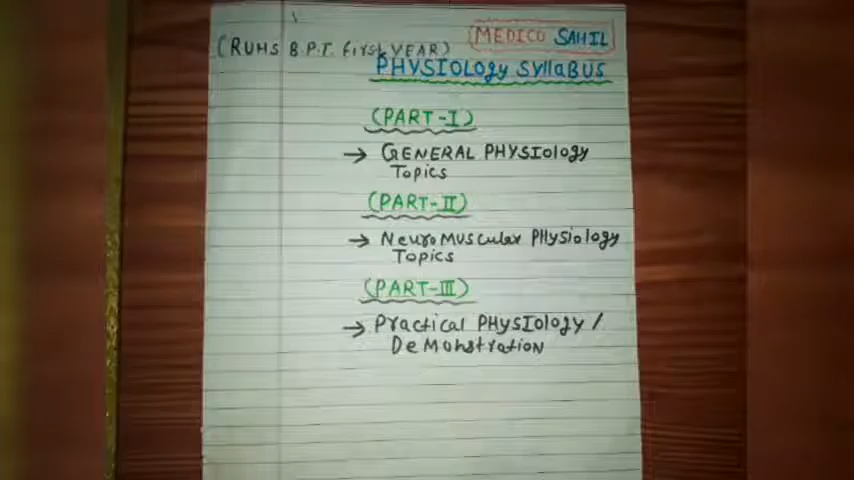 MEDICO SAHIL
(RUHS B.P.T. first YEAR)
PHYSIOLOGY SYllaBUS
(PART-I)
→ GENERAL PHYSIOlogy
Topics
(PART-II)
→ NeuroMuscular PHYSIOlogy
Topics
(PART-III)
→ Practical PHYSIOLOGY /
DeMonstration